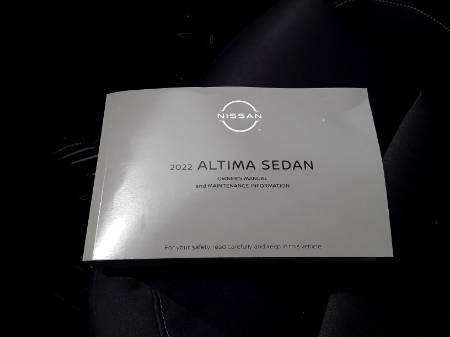 NISSAN
2022 ALTIMA SEDAN
OWNER'S MANUAL
and MAINTENANCE INFORMATION
For your safety, read carefully and keep in this vehicle.